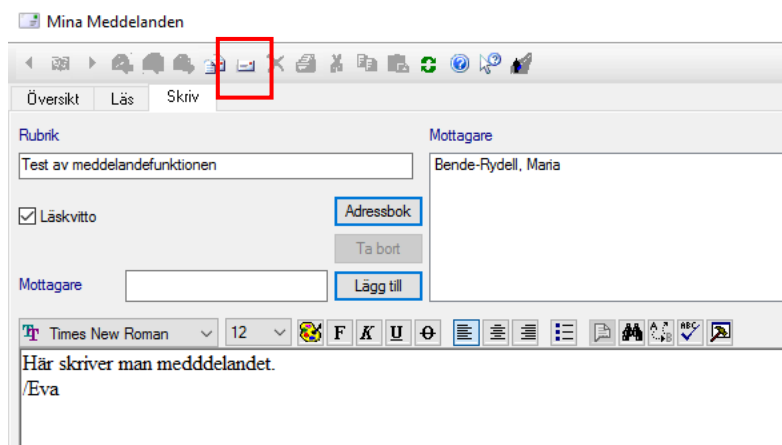 Mina Meddelanden
Översikt Läs Skriv
Rubrik Mottagare
Test av meddelandefunktionen Bende-Rydell, Maria
Läskvitto Adressbok
Ta bort
Mottagare Lägg till
Times New Roman 12 F K U O
Här skriver man medddelandet.
/Eva